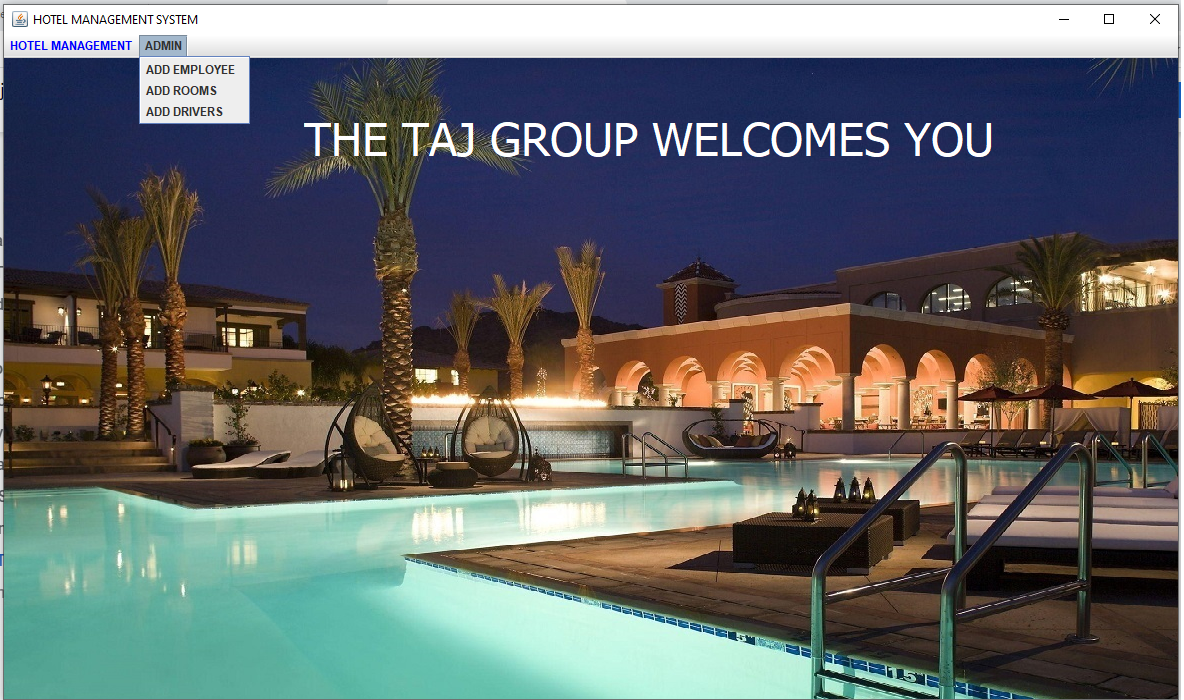 HOTEL MANAGEMENT SYSTEM
HOTEL MANAGEMENT ADMIN
ADD EMPLOYEE
ADD ROOMS
ADD DRIVERS
THE TAJ GROUP WELCOMES YOU